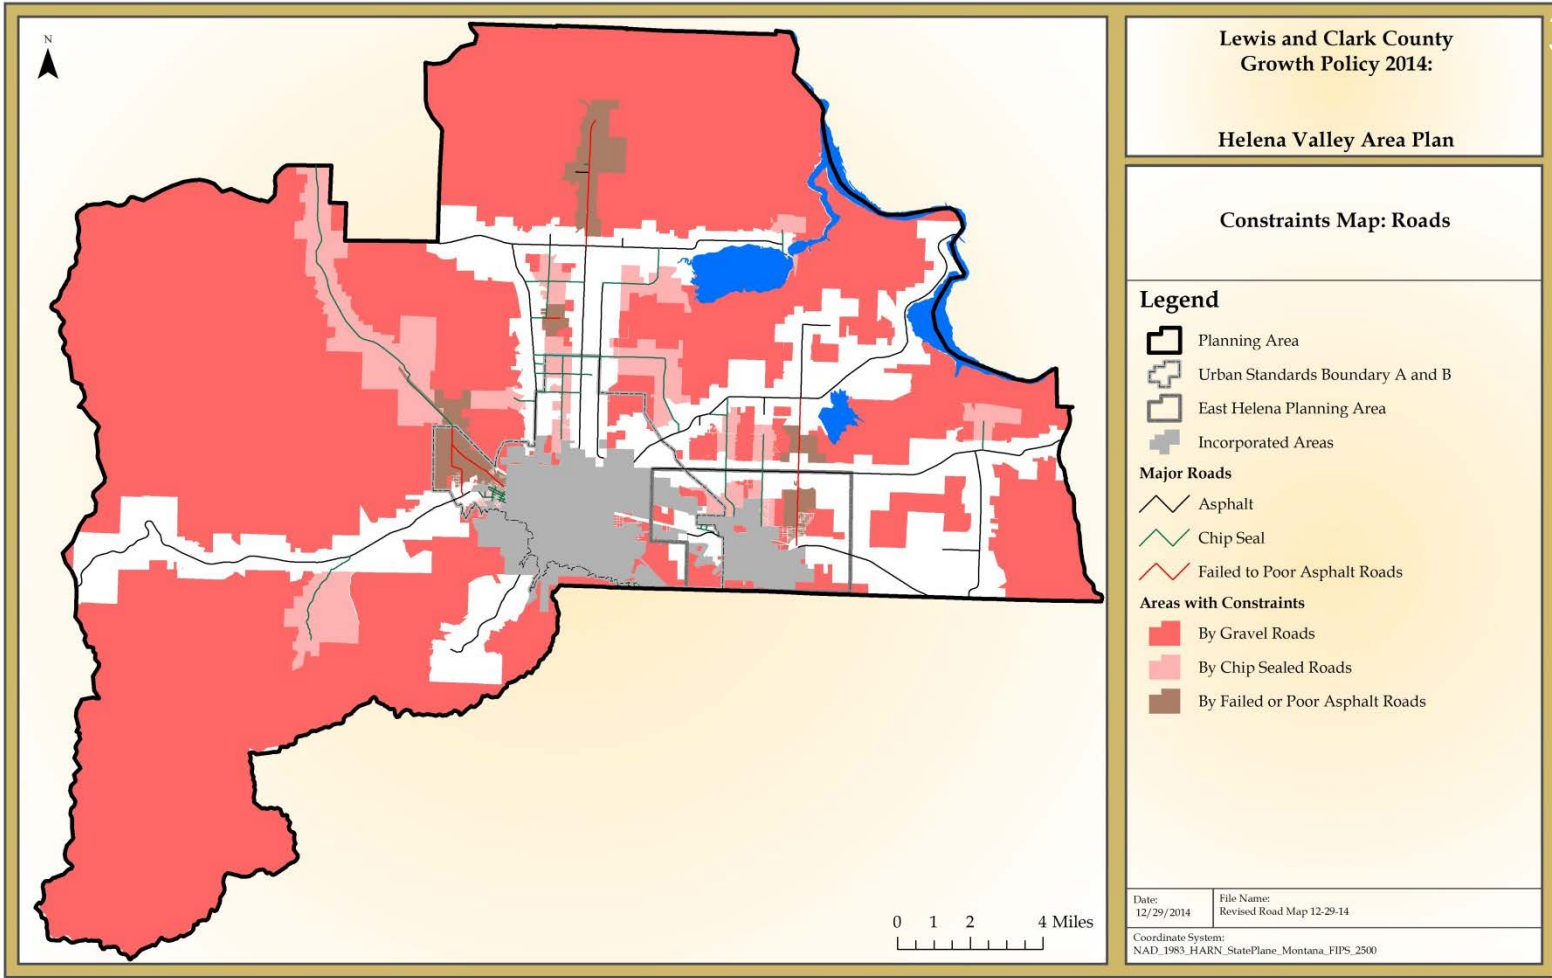 N
Lewis and Clark County
Growth Policy 2014:
Helena Valley Area Plan
Constraints Map: Roads
Legend
Planning Area
Urban Standards Boundary A and B
East Helena Planning Area
Incorporated Areas
Major Roads
Asphalt
Chip Seal
Failed to Poor Asphalt Roads
Areas with Constraints
By Gravel Roads
By Chip Sealed Roads
By Failed or Poor Asphalt Roads
0 1 2 4 Miles
Date:
12/29/2014
File Name:
Revised Road Map 12-29-14
Coordinate System:
NAD_1983_HARN_StatePlane_Montana_FIPS_2500